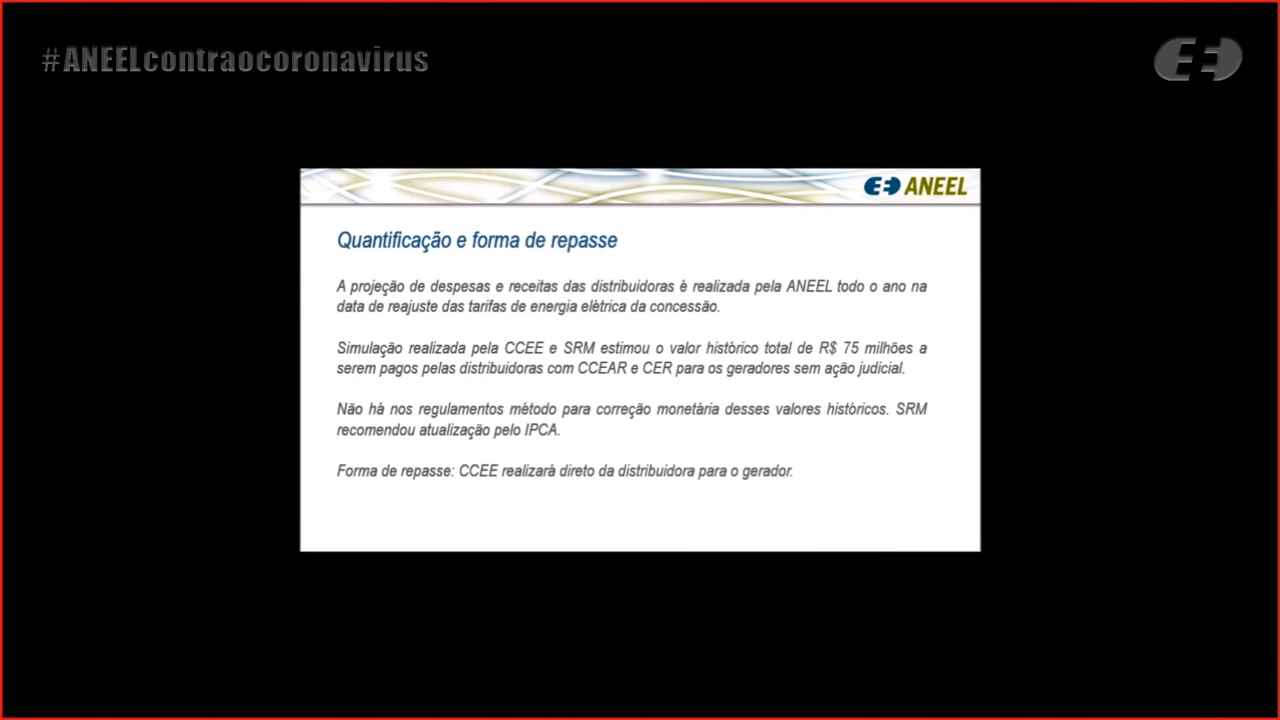 #ANEELcontraocoronavirus
ANEEL
Quantificação e forma de repasse
A projeção de despesas e receitas das distribuidoras é realizada pela ANEEL todo o ano na
data de reajuste das tarifas de energia elétrica da concessão.
Simulação realizada pela CCEE e SRM estimou o valor histórico total de R$ 75 milhões a
serem pagos pelas distribuidoras com CCEAR e CER para os geradores sem ação judicial.
Não há nos regulamentos método para correção monetária desses valores históricos. SRM
recomendou atualização pelo IPCA.
Forma de repasse: CCEE realizará direto da distribuidora para o gerador.